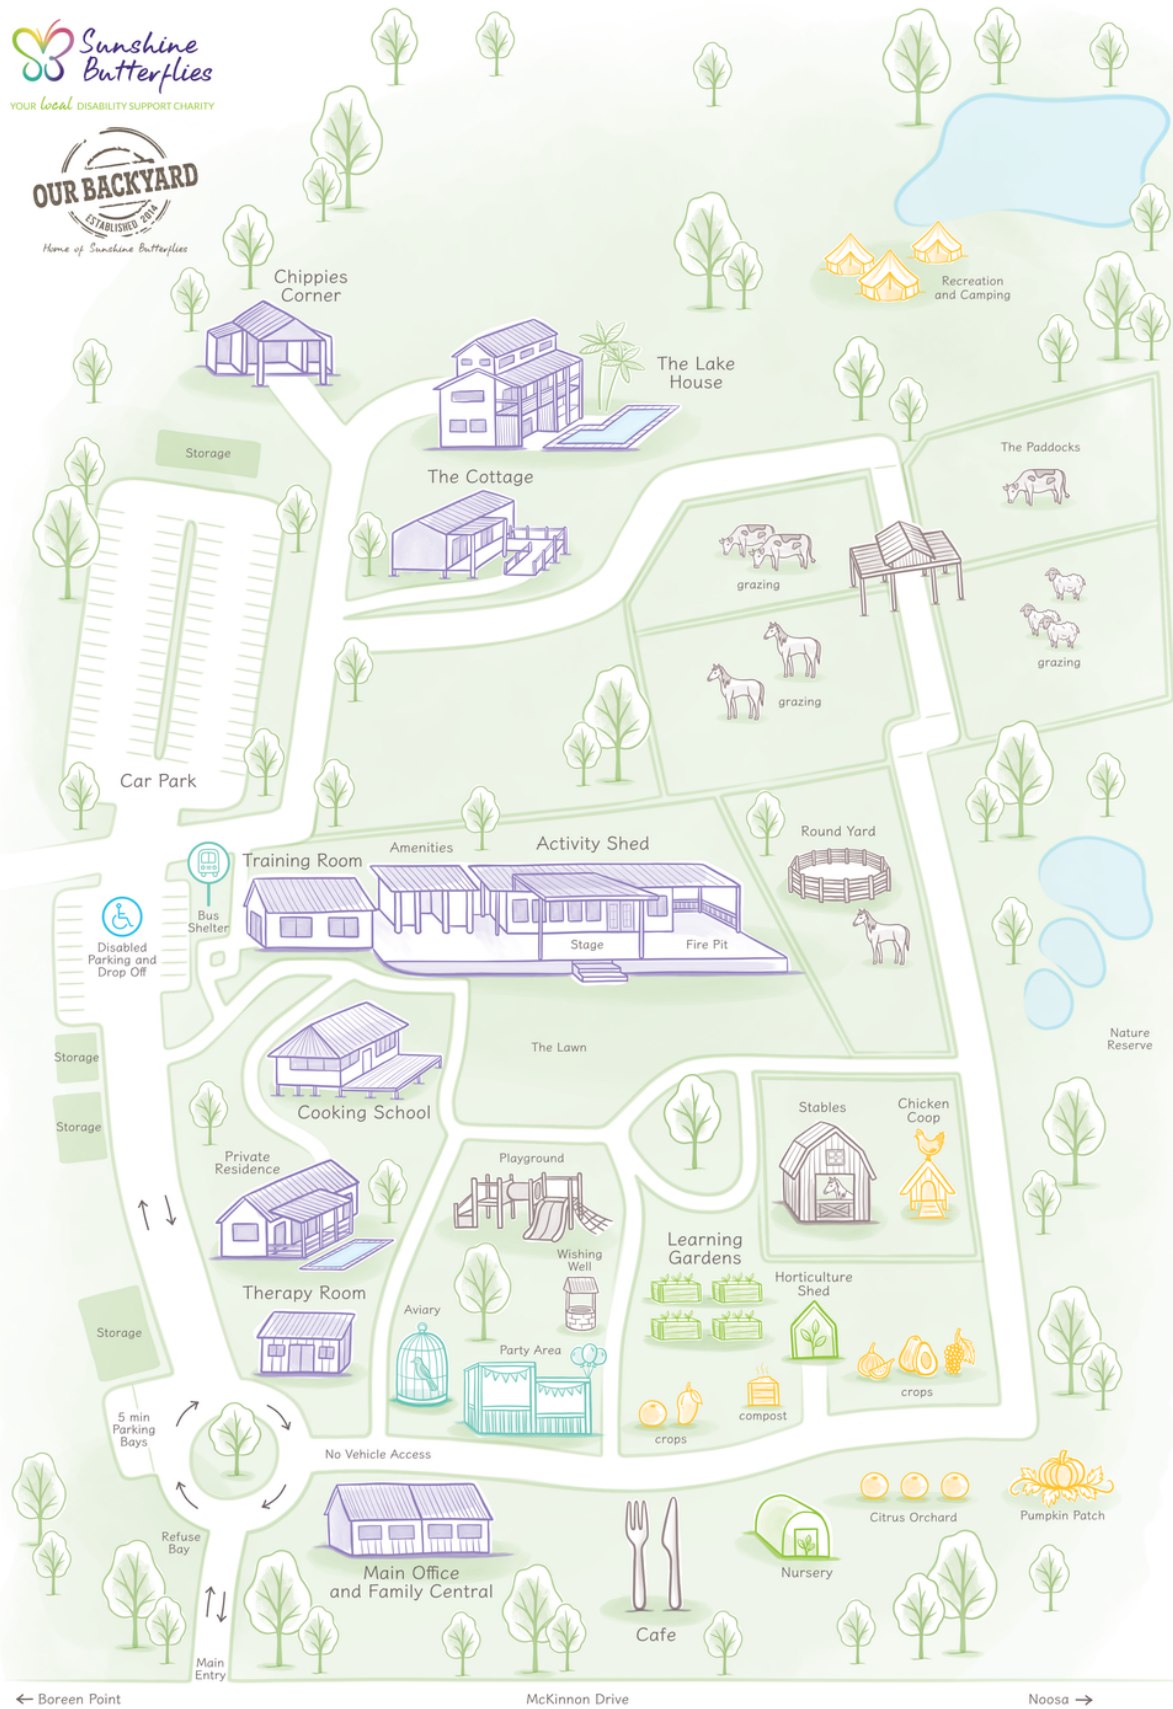 Sunshine
Butterflies
YOUR local DISABILITY SUPPORT CHARITY
OUR BACKYARD
ESTABLISHED 2014
Home of Sunshine Butterflies
Chippies
Corner
Recreation
and Camping
The Lake
House
Storage
The Cottage
The Paddocks
grazing
grazing
grazing
Car Park
Round Yard
Activity Shed
Amenities
Training Room
Bus
Shelter
Disabled
Parking and
Drop Off
Stage
Fire Pit
The Lawn
Nature
Reserve
Storage
Storage
Cooking School
Stables
Chicken
Coop
Private
Residence
Playground
Learning
Gardens
Wishing
Well
Horticulture
Shed
Therapy Room
Aviary
Storage
Party Area
crops
compost
crops
5 min
Parking
Bays
No Vehicle Access
Citrus Orchard
Pumpkin Patch
Refuse
Bay
Main Office
and Family Central
Nursery
Cafe
Main
Entry
← Boreen Point
McKinnon Drive
Noosa →